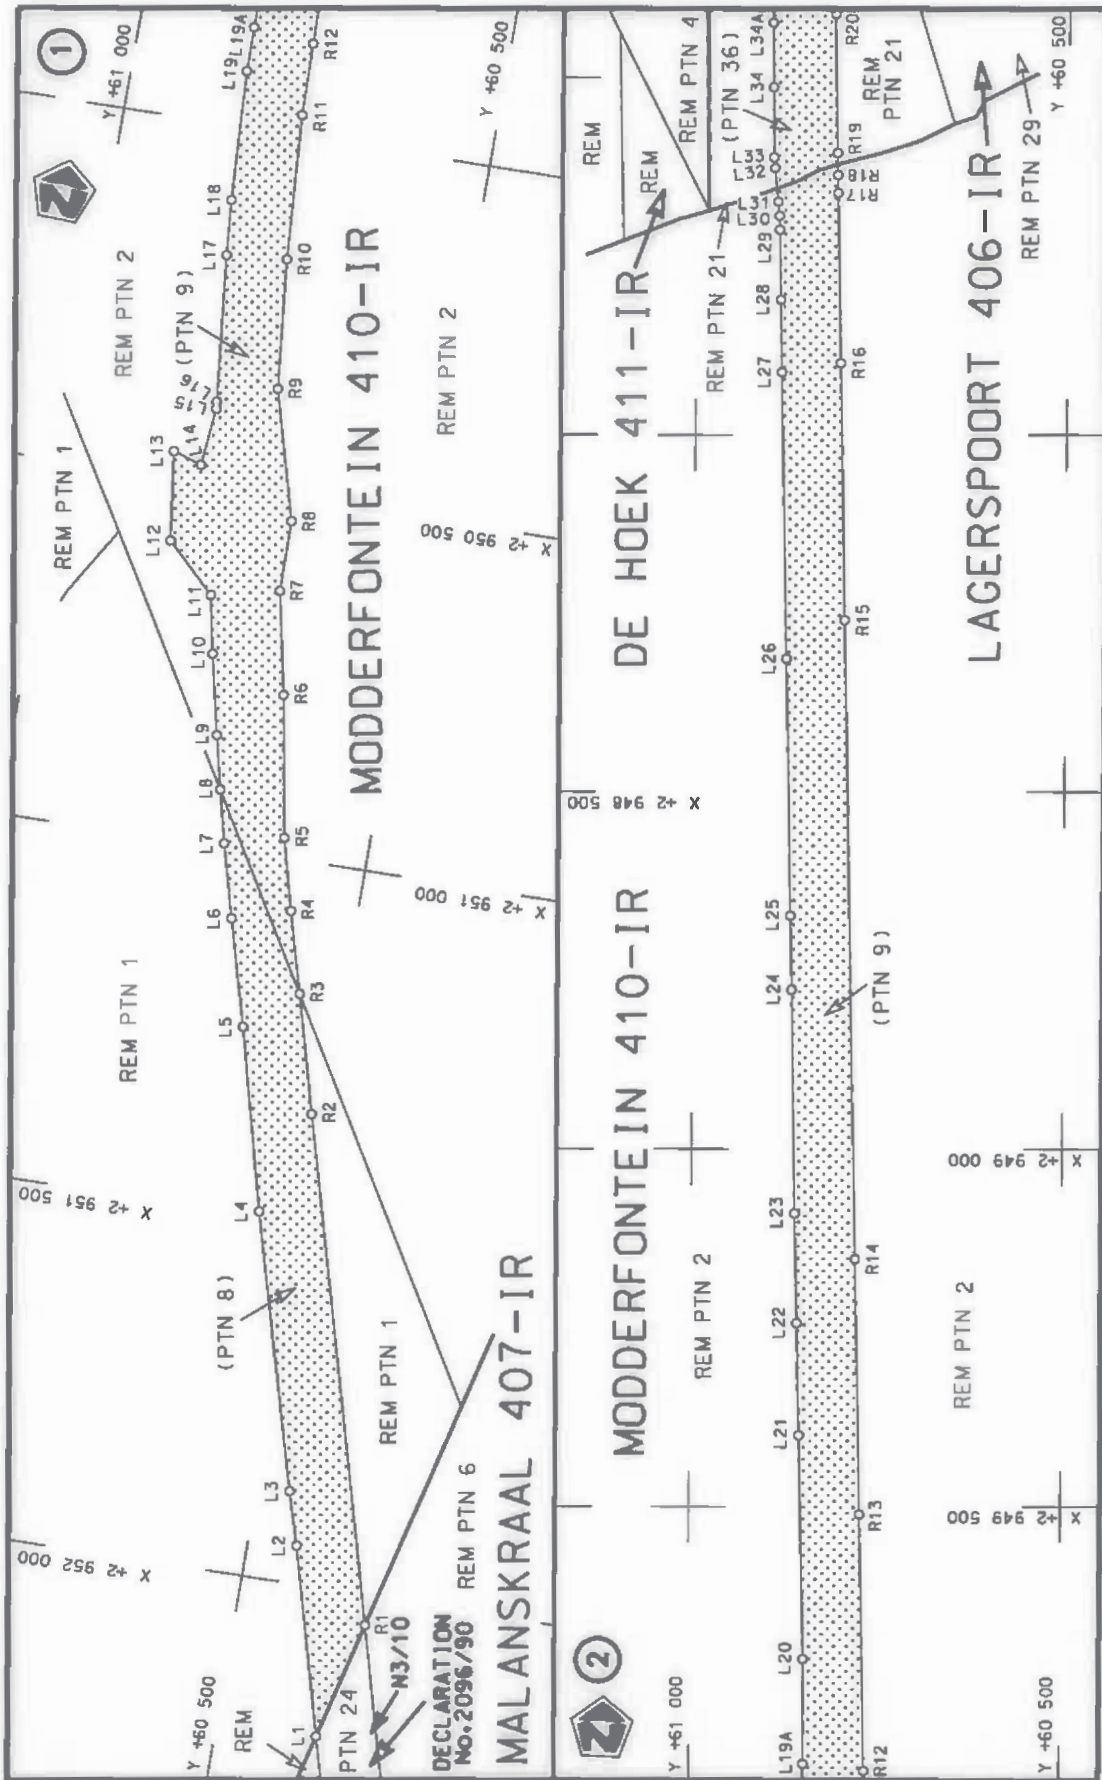 1
N
Y +61 000
Y +60 500
L19A
L19
L18
L17
L16
L15
L14
L13
L12
L11
L10
L9
L8
L7
L6
L5
L4
L3
L2
L1
R12
R11
R10
R9
R8
R7
R6
R5
R4
R3
R2
R1
REM PTN 2
(PTN 9)
REM PTN 1
MODDERFONTEIN 410-IR
REM PTN 2
X +2 950 500
X +2 951 000
REM PTN 1
X +2 951 500
(PTN 8)
REM PTN 1
X +2 952 000
Y +60 500
REM
PTN 24
N3/10
DECLARATION
No.2096/90
REM PTN 6
MALANSKRAAL 407-IR
2
N
Y +61 000
Y +60 500
L19A
L20
L21
L22
L23
L24
L25
L26
L27
L28
L29
L30
L31
L32
L33
L34
L34A
R12
R13
R14
R15
R16
R17
R18
R19
R20
MODDERFONTEIN 410-IR
REM PTN 2
REM PTN 2
X +2 949 500
X +2 949 000
(PTN 9)
X +2 948 500
DE HOEK 411-IR
REM PTN 21
REM
REM
REM PTN 4
(PTN 36)
REM
PTN 21
LAGERSPOORT 406-IR
REM PTN 29
Y +60 500